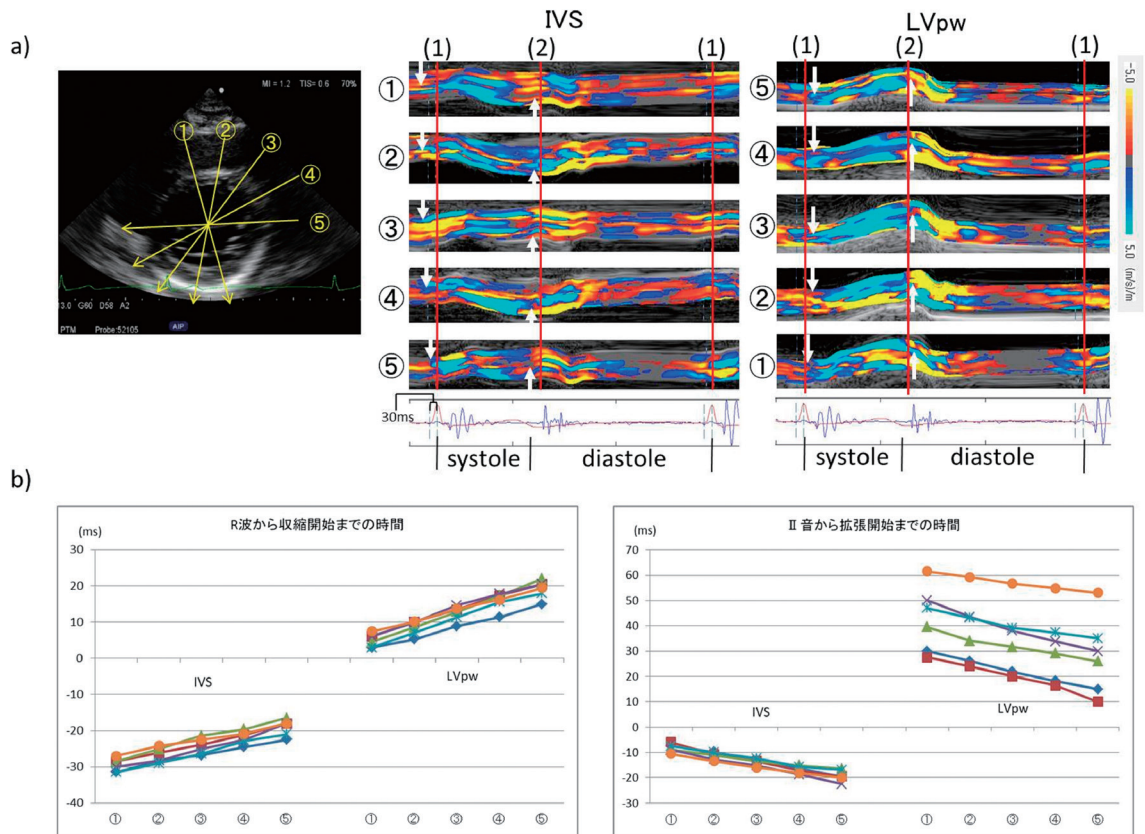 a)
MI = 1.2 TIS= 0.6 70%
① ② ③ ④ ⑤
13.0 G60 D58 A2
AIP
PTM Probe:52105
IVS
(1) (2) (1)
①
②
③
④
⑤
30ms
systole diastole
LVpw
(1) (2) (1)
⑤
④
③
②
①
systole diastole
-5.0
5.0 (m/s)/m
b)
R波から収縮開始までの時間
(ms)
30
20
10
0
-10
-20
-30
-40
IVS
LVpw
① ② ③ ④ ⑤ ① ② ③ ④ ⑤
Ⅱ音から拡張開始までの時間
(ms)
70
60
50
40
30
20
10
0
-10
-20
-30
IVS
LVpw
① ② ③ ④ ⑤ ① ② ③ ④ ⑤